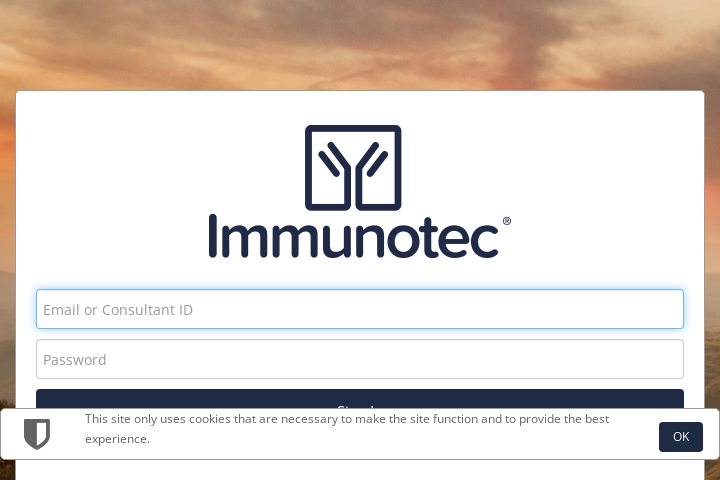 Immunotec®
Email or Consultant ID
Password
This site only uses cookies that are necessary to make the site function and to provide the best
experience.
OK